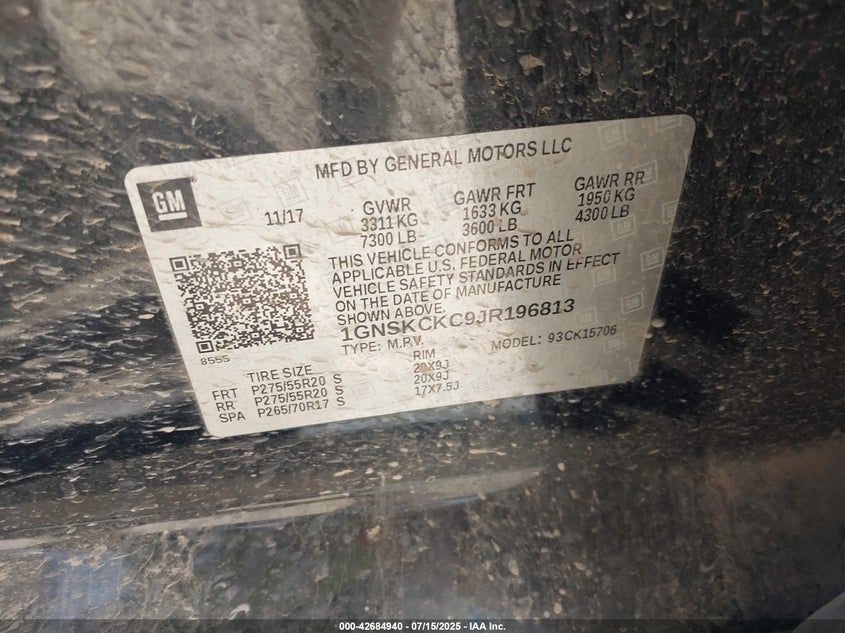 MFD BY GENERAL MOTORS LLC
GM
11/17
GVWR
3311 KG
7300 LB
GAWR FRT
1633 KG
3600 LB
GAWR RR
1950 KG
4300 LB
THIS VEHICLE CONFORMS TO ALL
APPLICABLE U.S. FEDERAL MOTOR
VEHICLE SAFETY STANDARDS IN EFFECT
ON THE DATE OF MANUFACTURE
SHOWN ABOVE.
1GNSKCKC9JR196813
TYPE: M.P.V. MODEL: 93CK15706
8555
TIRE SIZE RIM
FRT P275/55R20 S 20X9J
RR P275/55R20 S 20X9J
SPA P265/70R17 S 17X7.5J
000-42684940 - 07/15/2025 - IAA Inc.